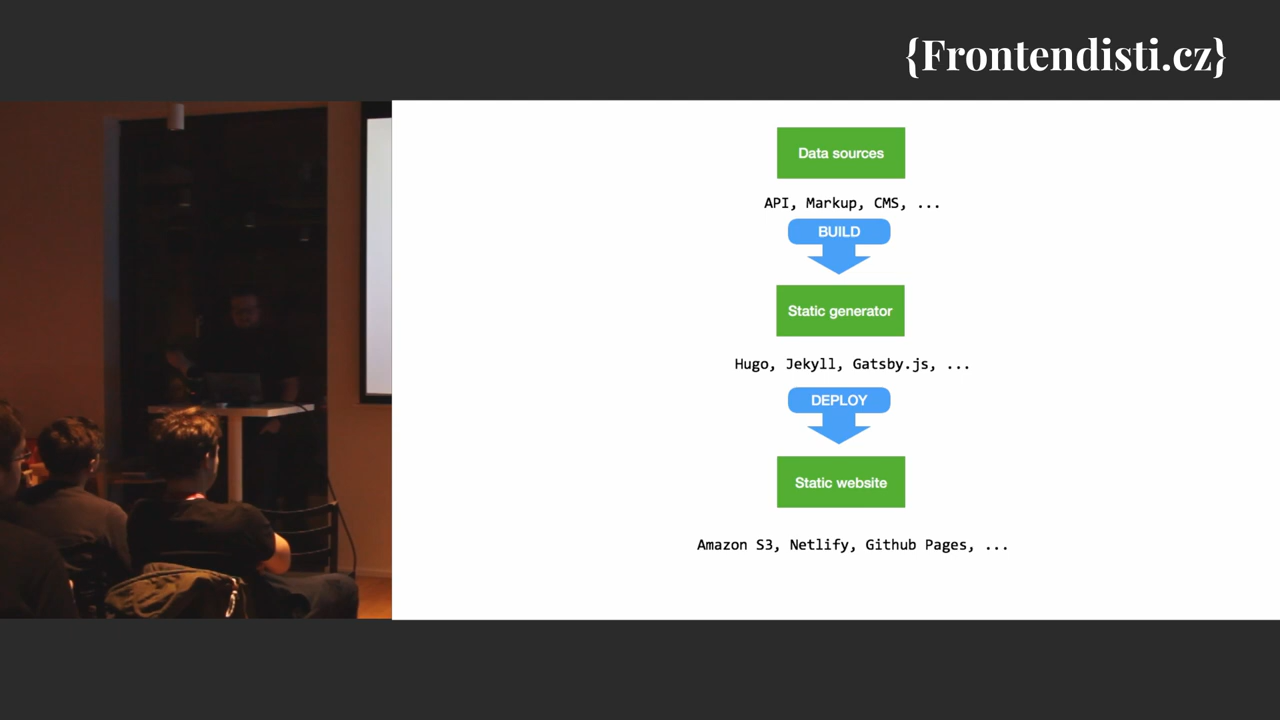 {Frontendisti.cz}
Data sources
API, Markup, CMS, ...
BUILD
Static generator
Hugo, Jekyll, Gatsby.js, ...
DEPLOY
Static website
Amazon S3, Netlify, Github Pages, ...